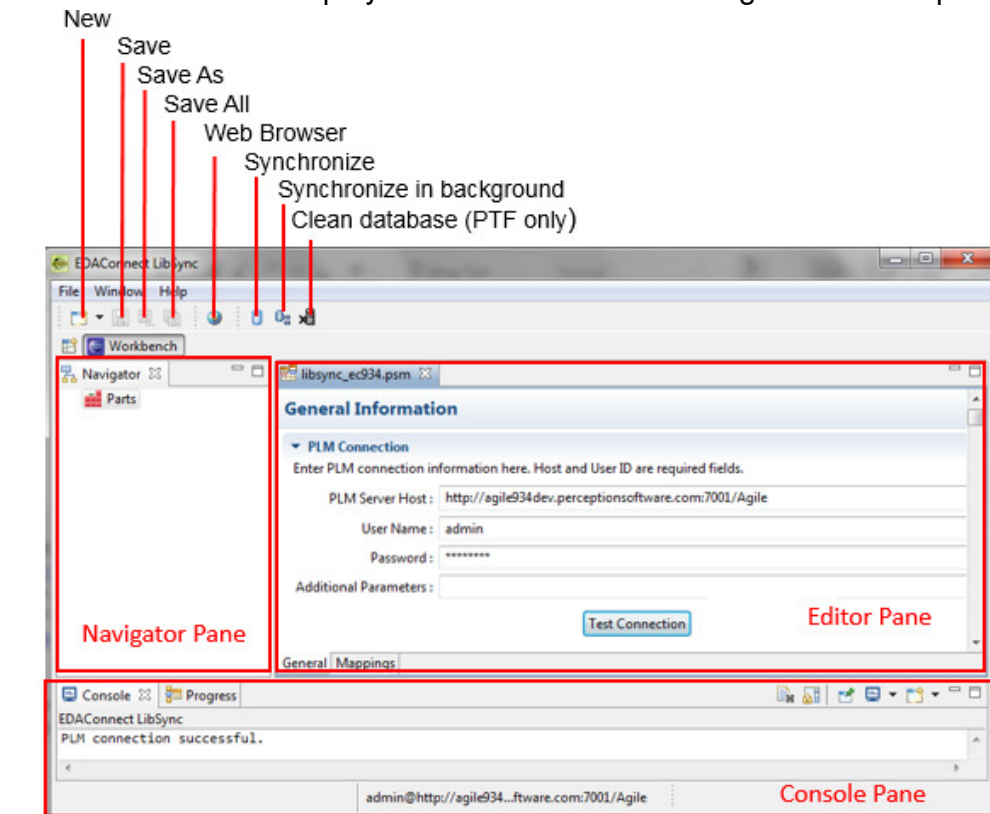 New
Save
Save As
Save All
Web Browser
Synchronize
Synchronize in background
Clean database (PTF only)
EDAConnect LibSync
File Window Help
Workbench
Navigator
Parts
Navigator Pane
libsync_ec934.psm
General Information
PLM Connection
Enter PLM connection information here. Host and User ID are required fields.
PLM Server Host : http://agile934dev.perceptionsoftware.com:7001/Agile
User Name : admin
Password : ********
Additional Parameters :
Test Connection
Editor Pane
General Mappings
Console Progress
EDAConnect LibSync
PLM connection successful.
admin@http://agile934...ftware.com:7001/Agile
Console Pane